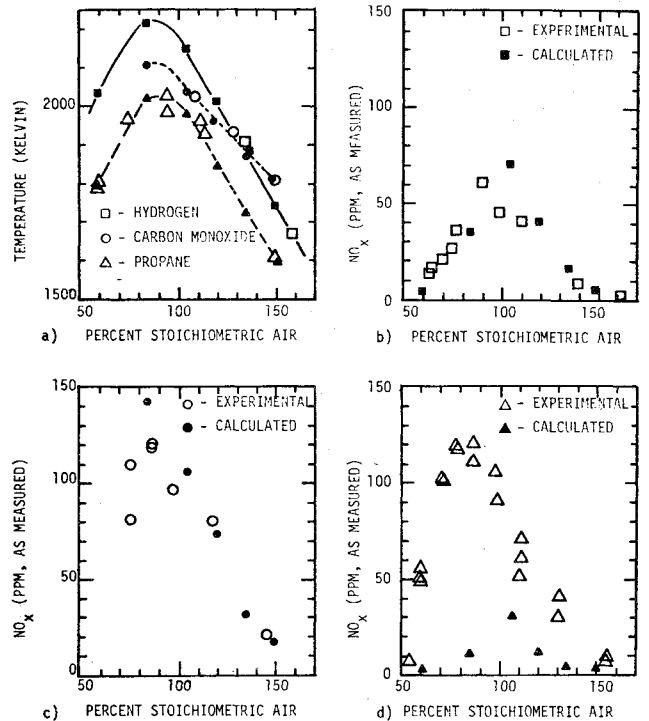 2000
1500
TEMPERATURE (KELVIN)
□ - HYDROGEN
○ - CARBON MONOXIDE
△ - PROPANE
50 100 150
a) PERCENT STOICHIOMETRIC AIR
150
100
50
0
NOX (PPM, AS MEASURED)
□ - EXPERIMENTAL
■ - CALCULATED
50 100 150
b) PERCENT STOICHIOMETRIC AIR
150
100
50
0
NOX (PPM, AS MEASURED)
○ - EXPERIMENTAL
● - CALCULATED
50 100 150
c) PERCENT STOICHIOMETRIC AIR
150
100
50
0
NOX (PPM, AS MEASURED)
△ - EXPERIMENTAL
▲ - CALCULATED
50 100 150
d) PERCENT STOICHIOMETRIC AIR